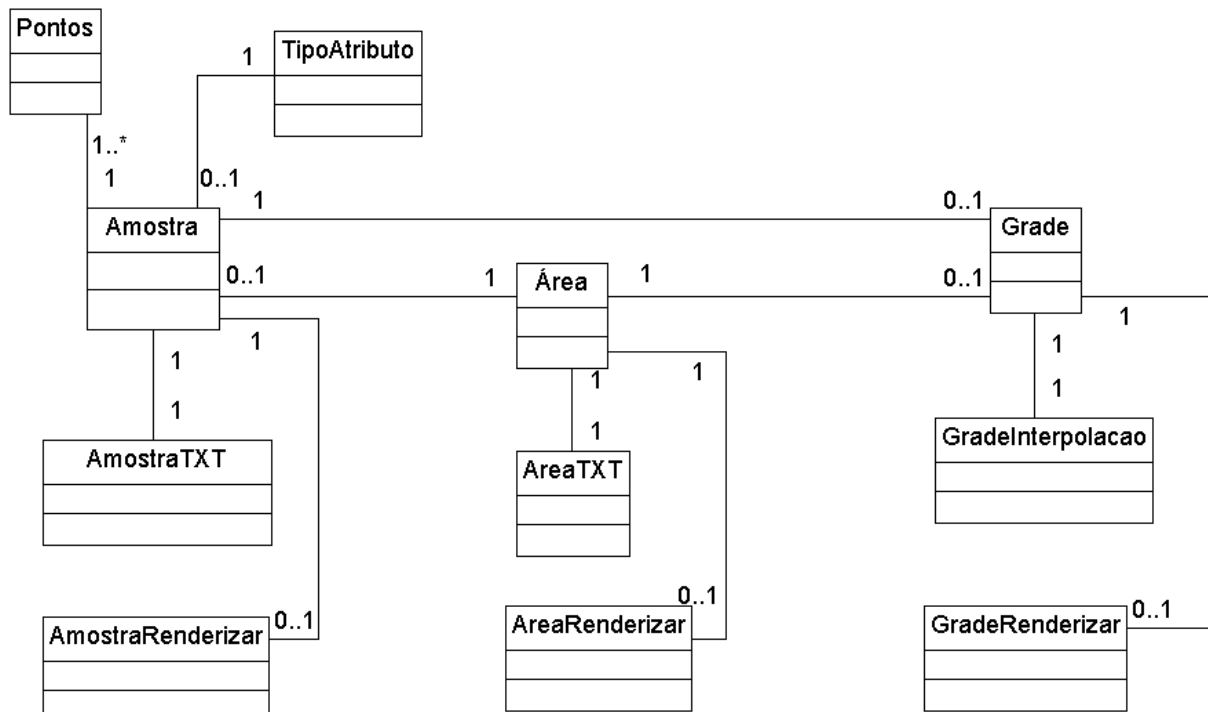 Pontos
TipoAtributo
1
1..*
1
0..1
1
0..1
Amostra
Grade
0..1
1
Área
1
0..1
1
1
1
1
1
1
1
1
1
AmostraTXT
AreaTXT
GradeInterpolacao
0..1
0..1
0..1
AmostraRenderizar
AreaRenderizar
GradeRenderizar